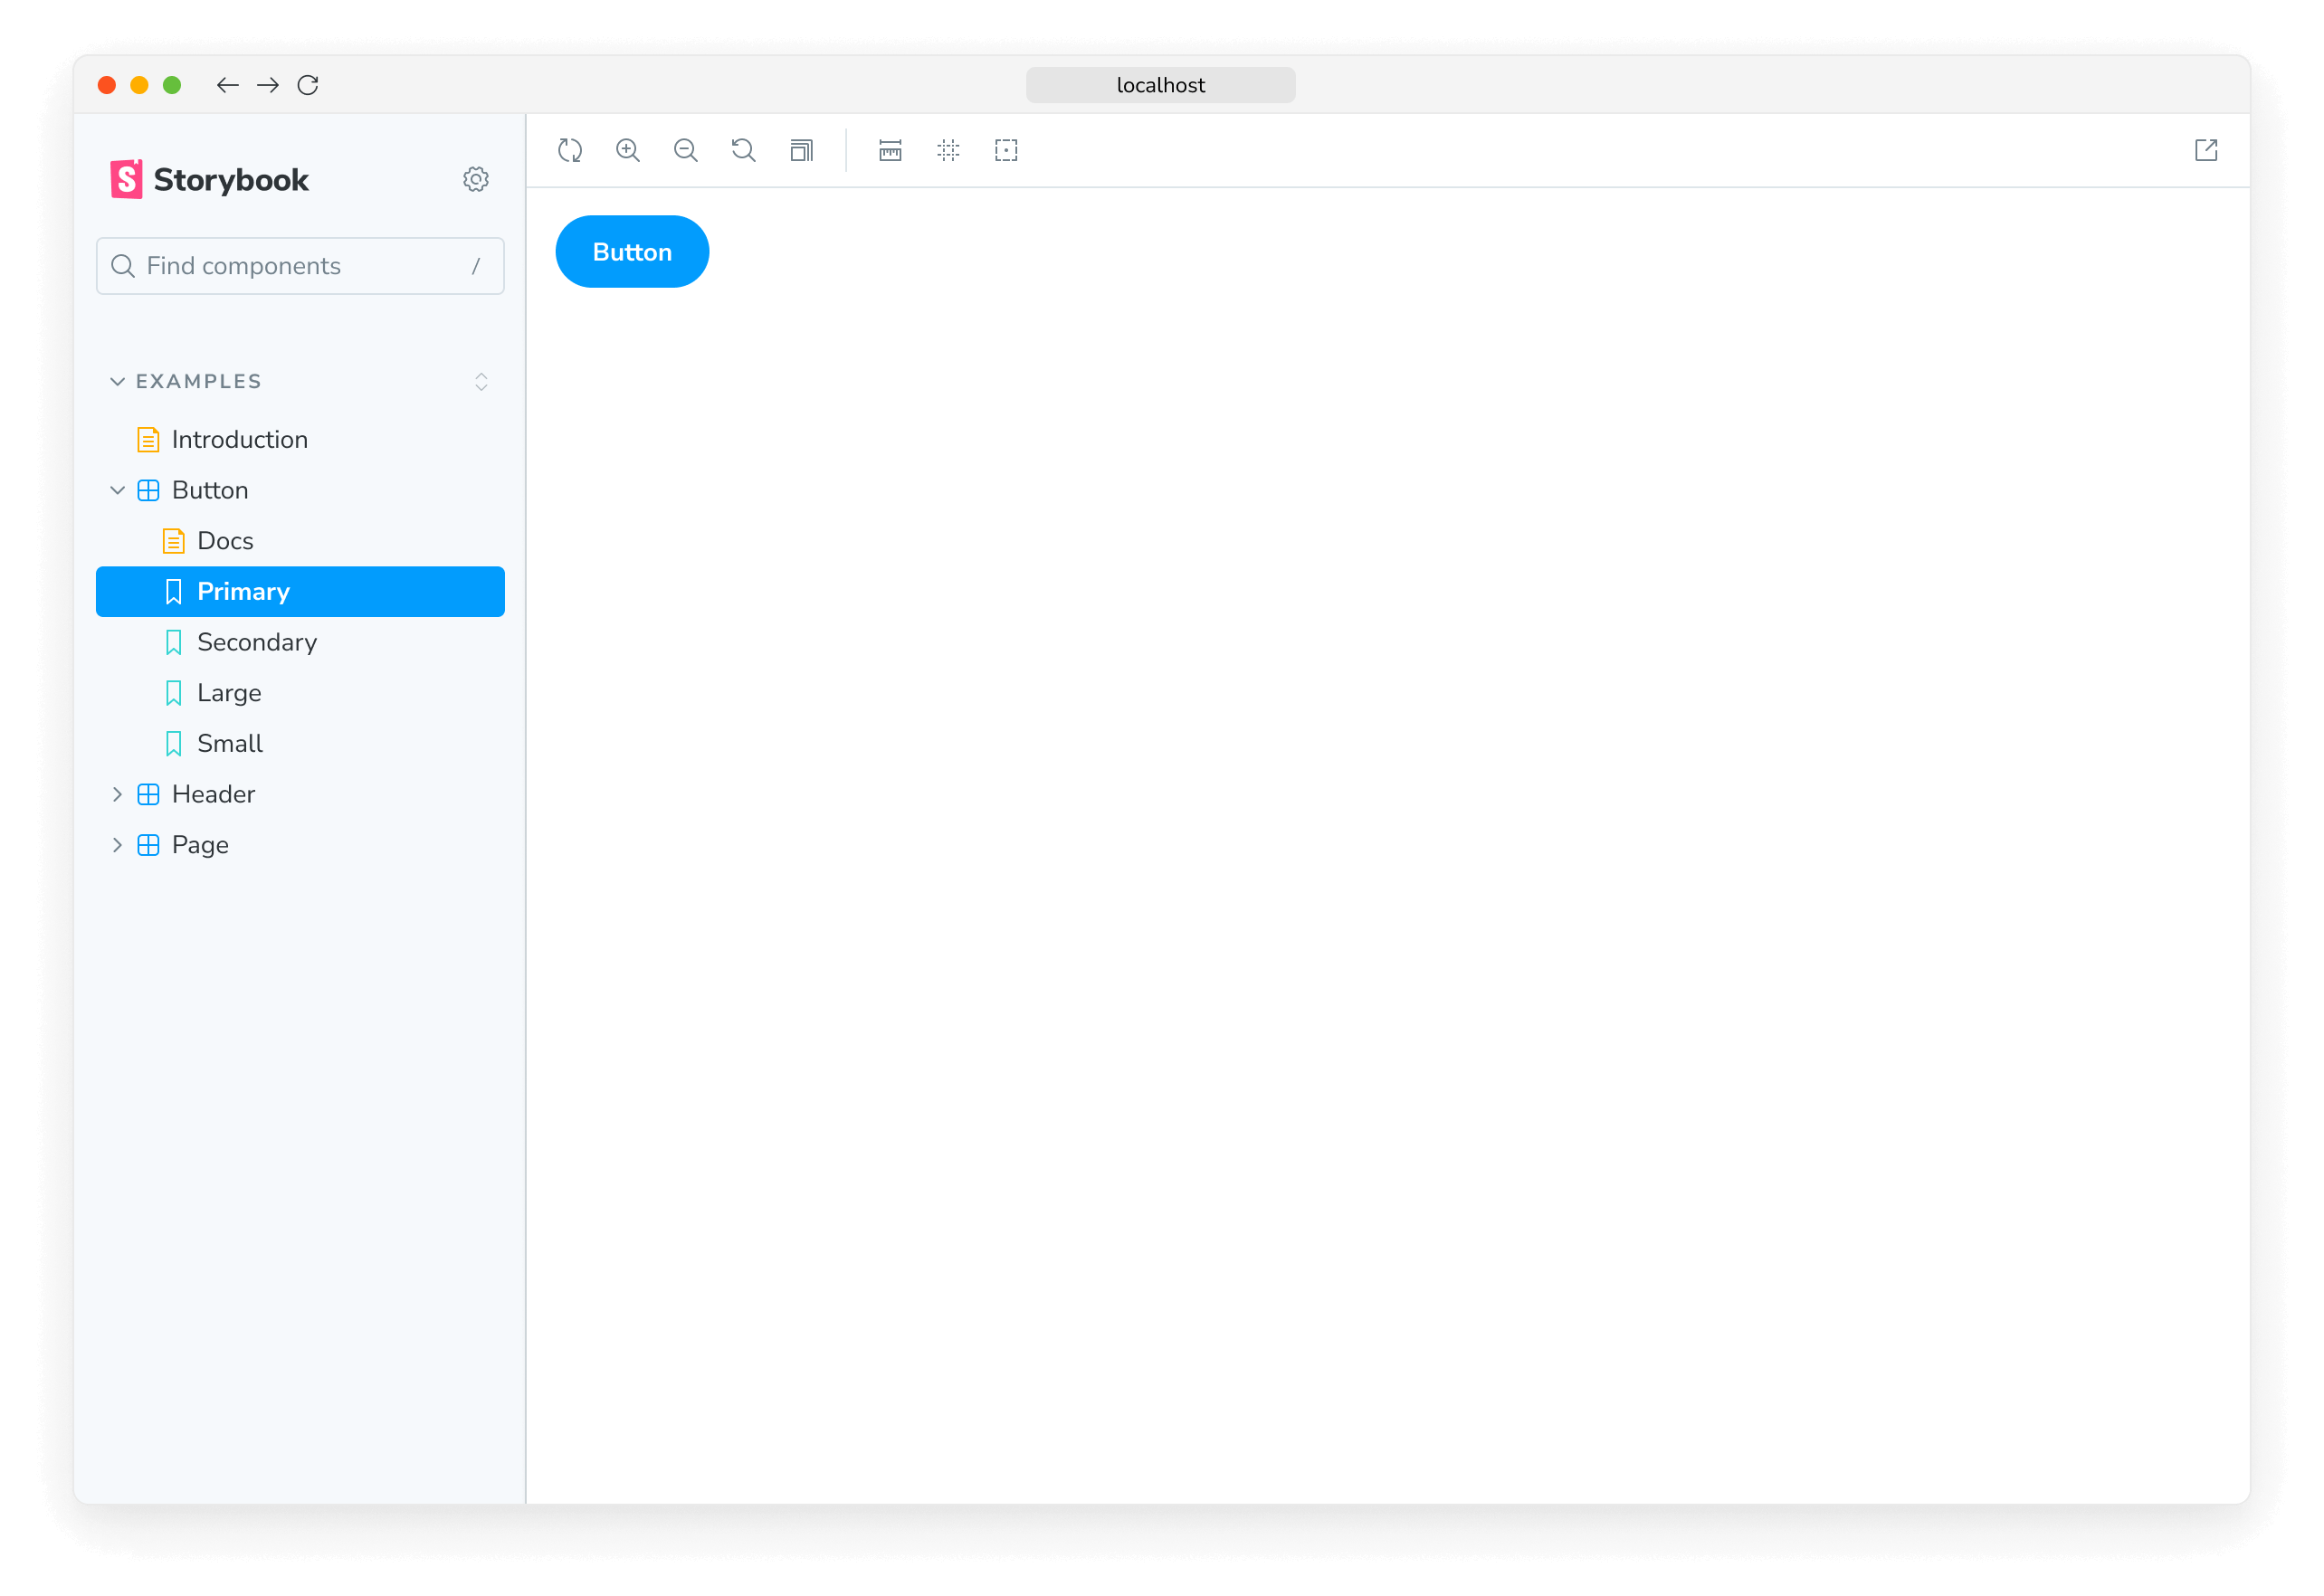 localhost
Storybook
Find components /
Button
EXAMPLES
Introduction
Button
Docs
Primary
Secondary
Large
Small
Header
Page